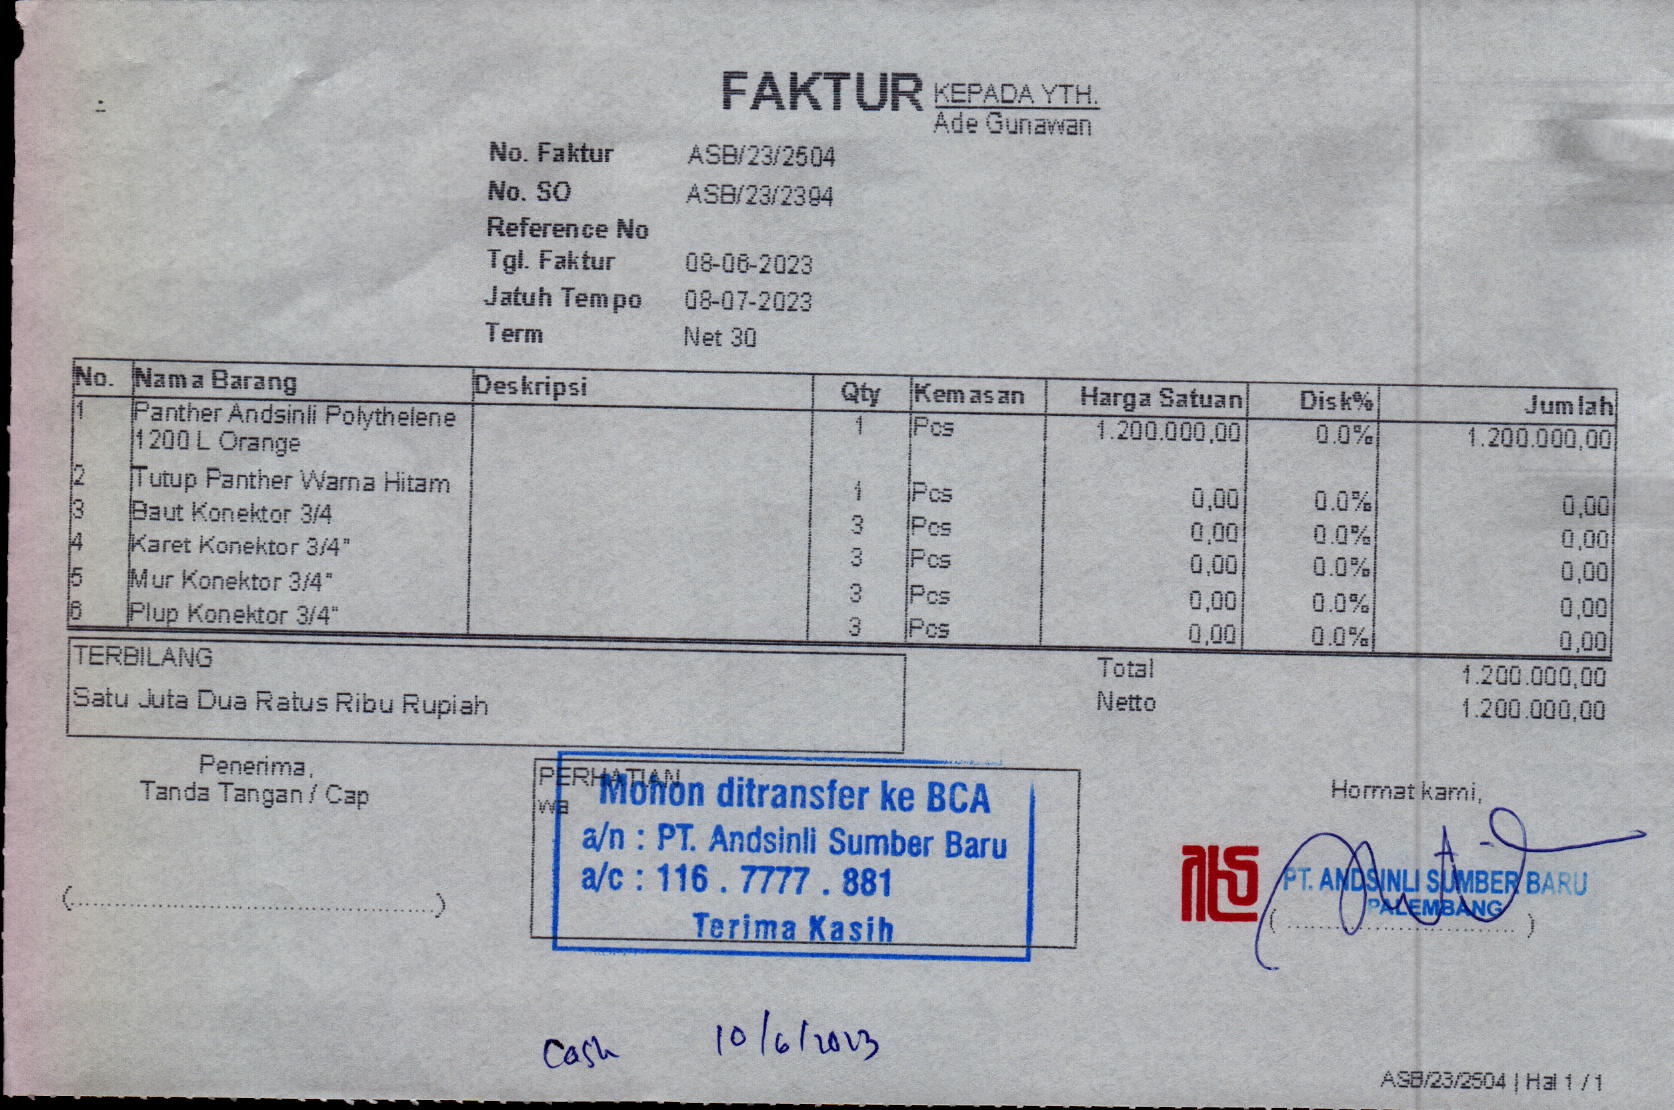 FAKTUR
KEPADA YTH.
Ade Gunawan
No. Faktur ASB/23/2504
No. SO ASB/23/2394
Reference No
Tgl. Faktur 08-06-2023
Jatuh Tempo 08-07-2023
Term Net 30
No. Nama Barang Deskripsi Qty Kemasan Harga Satuan Disk% Jumlah
1 Panther Andsinli Polythelene 1 Pcs 1.200.000,00 0.0% 1.200.000,00
1200 L Orange
2 Tutup Panther Warna Hitam 1 Pcs 0,00 0.0% 0,00
3 Baut Konektor 3/4 3 Pcs 0,00 0.0% 0,00
4 Karet Konektor 3/4" 3 Pcs 0,00 0.0% 0,00
5 Mur Konektor 3/4" 3 Pcs 0,00 0.0% 0,00
6 Plup Konektor 3/4" 3 Pcs 0,00 0.0% 0,00
TERBILANG
Satu Juta Dua Ratus Ribu Rupiah
Total 1.200.000,00
Netto 1.200.000,00
Penerima,
Tanda Tangan / Cap
(....................)
PERHATIAN
wa
Mohon ditransfer ke BCA
a/n : PT. Andsinli Sumber Baru
a/c : 116 . 7777 . 881
Terima Kasih
Hormat kami,
PT. ANDSINLI SUMBER BARU
PALEMBANG
(....................)
Cash 10/6/2023
ASB/23/2504 | Hal 1 / 1